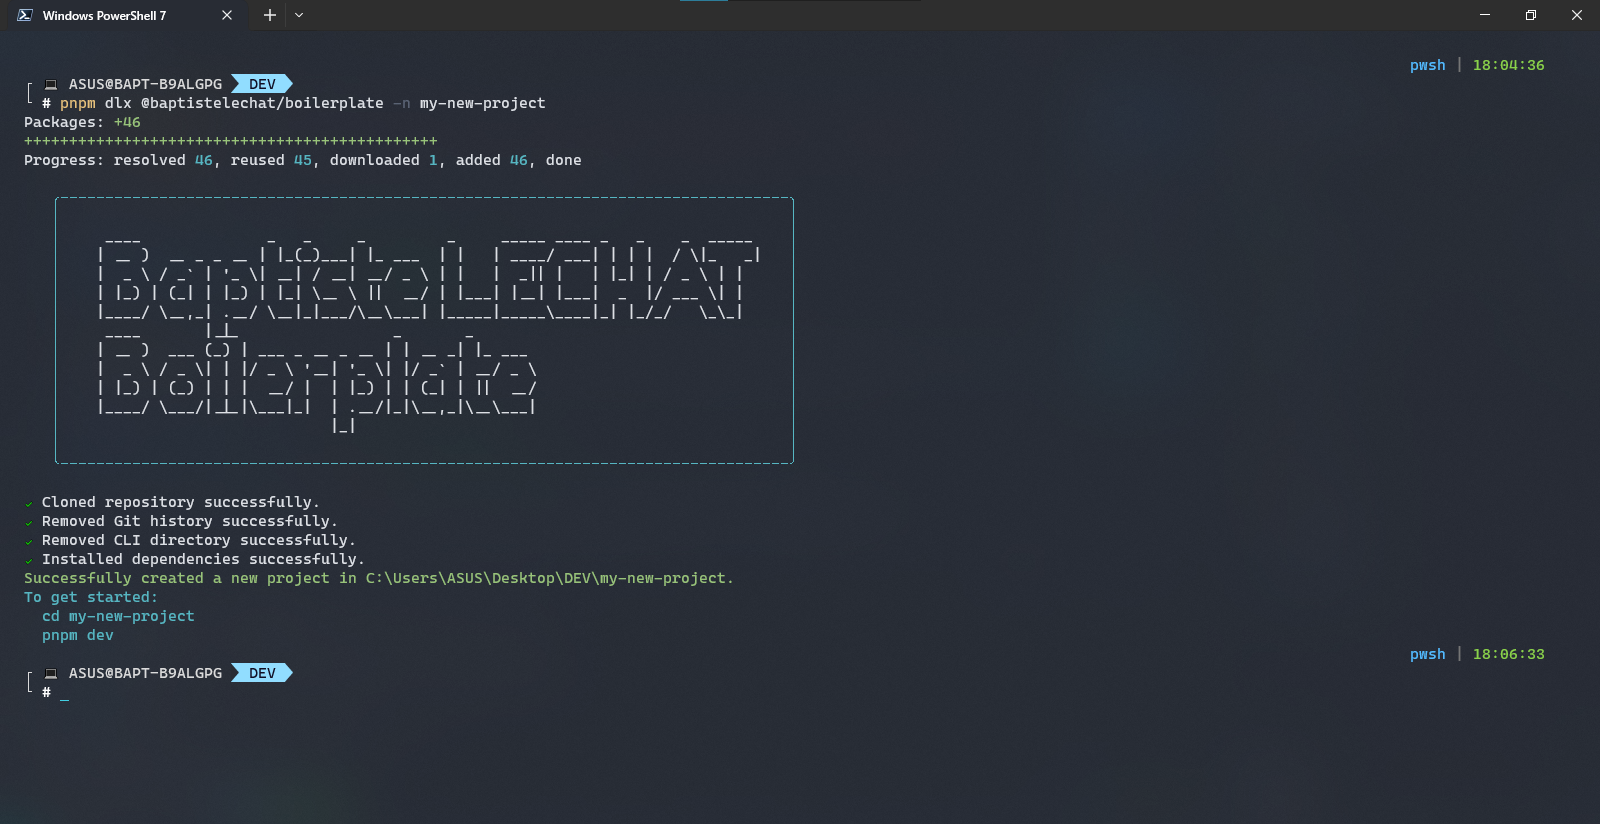 Windows PowerShell 7
pwsh | 18:04:36
ASUS@BAPT-B9ALGPG DEV
# pnpm dlx @baptistelechat/boilerplate -n my-new-project
Packages: +46
++++++++++++++++++++++++++++++++++++++++++++++
Progress: resolved 46, reused 45, downloaded 1, added 46, done
BaptisteLECHAT
Boilerplate
✓ Cloned repository successfully.
✓ Removed Git history successfully.
✓ Removed CLI directory successfully.
✓ Installed dependencies successfully.
Successfully created a new project in C:\Users\ASUS\Desktop\DEV\my-new-project.
To get started:
cd my-new-project
pnpm dev
pwsh | 18:06:33
ASUS@BAPT-B9ALGPG DEV
# _